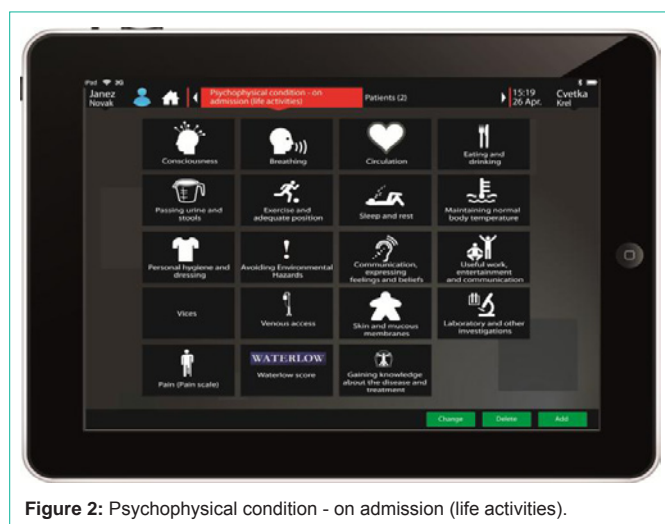 iPad 3G
Janez
Novak
Psychophysical condition - on
admission (life activities)
Patients (2)
15:19
26 Apr.
Cvetka
Krel
Consciousness
Breathing
Circulation
Eating and
drinking
Passing urine and
stools
Exercise and
adequate position
Sleep and rest
Maintaining normal
body temperature
Personal hygiene and
dressing
Avoiding Environmental
Hazards
Communication,
expressing
feelings and beliefs
Useful work,
entertainment
and communication
Vices
Venous access
Skin and mucous
membranes
Laboratory and other
investigations
Pain (Pain scale)
WATERLOW
Waterlow score
Gaining knowledge
about the disease and
treatment
Change
Delete
Add
Figure 2: Psychophysical condition - on admission (life activities).